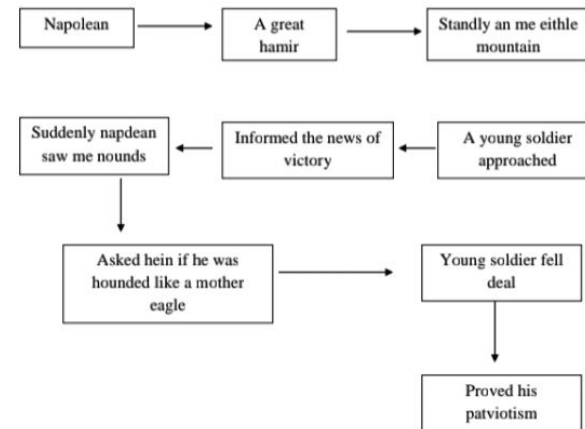 Napolean
A great
hamir
Standly an me eithle
mountain
A young soldier
approached
Informed the news of
victory
Suddenly napdean
saw me nounds
Asked hein if he was
hounded like a mother
eagle
Young soldier fell
deal
Proved his
patviotism